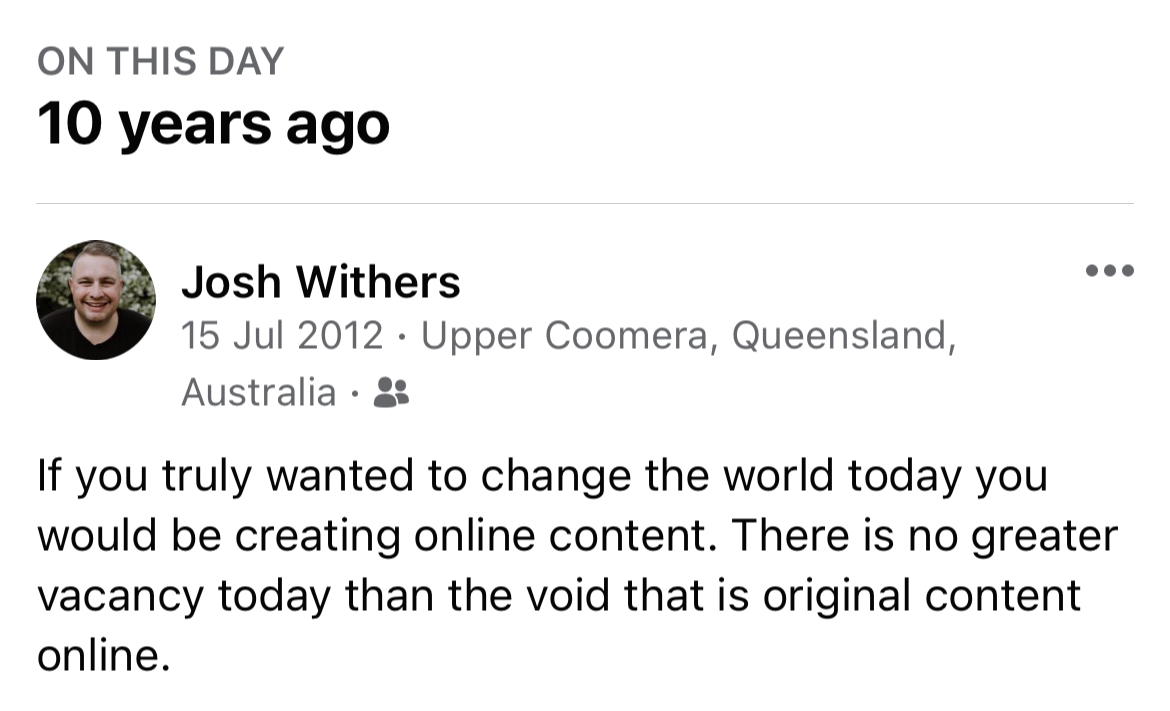 ON THIS DAY
10 years ago
Josh Withers
15 Jul 2012 · Upper Coomera, Queensland,
Australia ·
If you truly wanted to change the world today you
would be creating online content. There is no greater
vacancy today than the void that is original content
online.